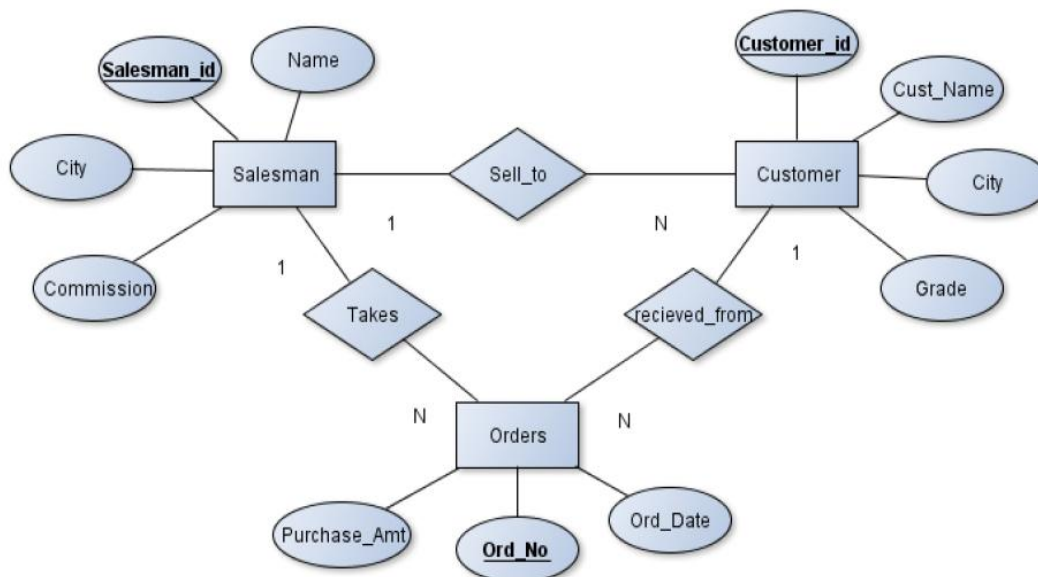 Salesman_id
Name
Customer_id
Cust_Name
City
Salesman
Sell_to
Customer
City
1
N
Commission
1
1
Grade
Takes
recieved_from
N
N
Orders
Purchase_Amt
Ord_No
Ord_Date